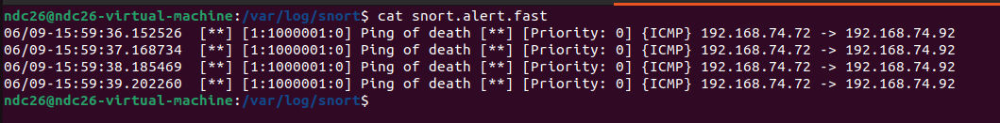 ndc26@ndc26-virtual-machine:/var/log/snort$ cat snort.alert.fast
06/09-15:59:36.152526  [**] [1:1000001:0] Ping of death [**] [Priority: 0] {ICMP} 192.168.74.72 -> 192.168.74.92
06/09-15:59:37.168734  [**] [1:1000001:0] Ping of death [**] [Priority: 0] {ICMP} 192.168.74.72 -> 192.168.74.92
06/09-15:59:38.185469  [**] [1:1000001:0] Ping of death [**] [Priority: 0] {ICMP} 192.168.74.72 -> 192.168.74.92
06/09-15:59:39.202260  [**] [1:1000001:0] Ping of death [**] [Priority: 0] {ICMP} 192.168.74.72 -> 192.168.74.92
ndc26@ndc26-virtual-machine:/var/log/snort$